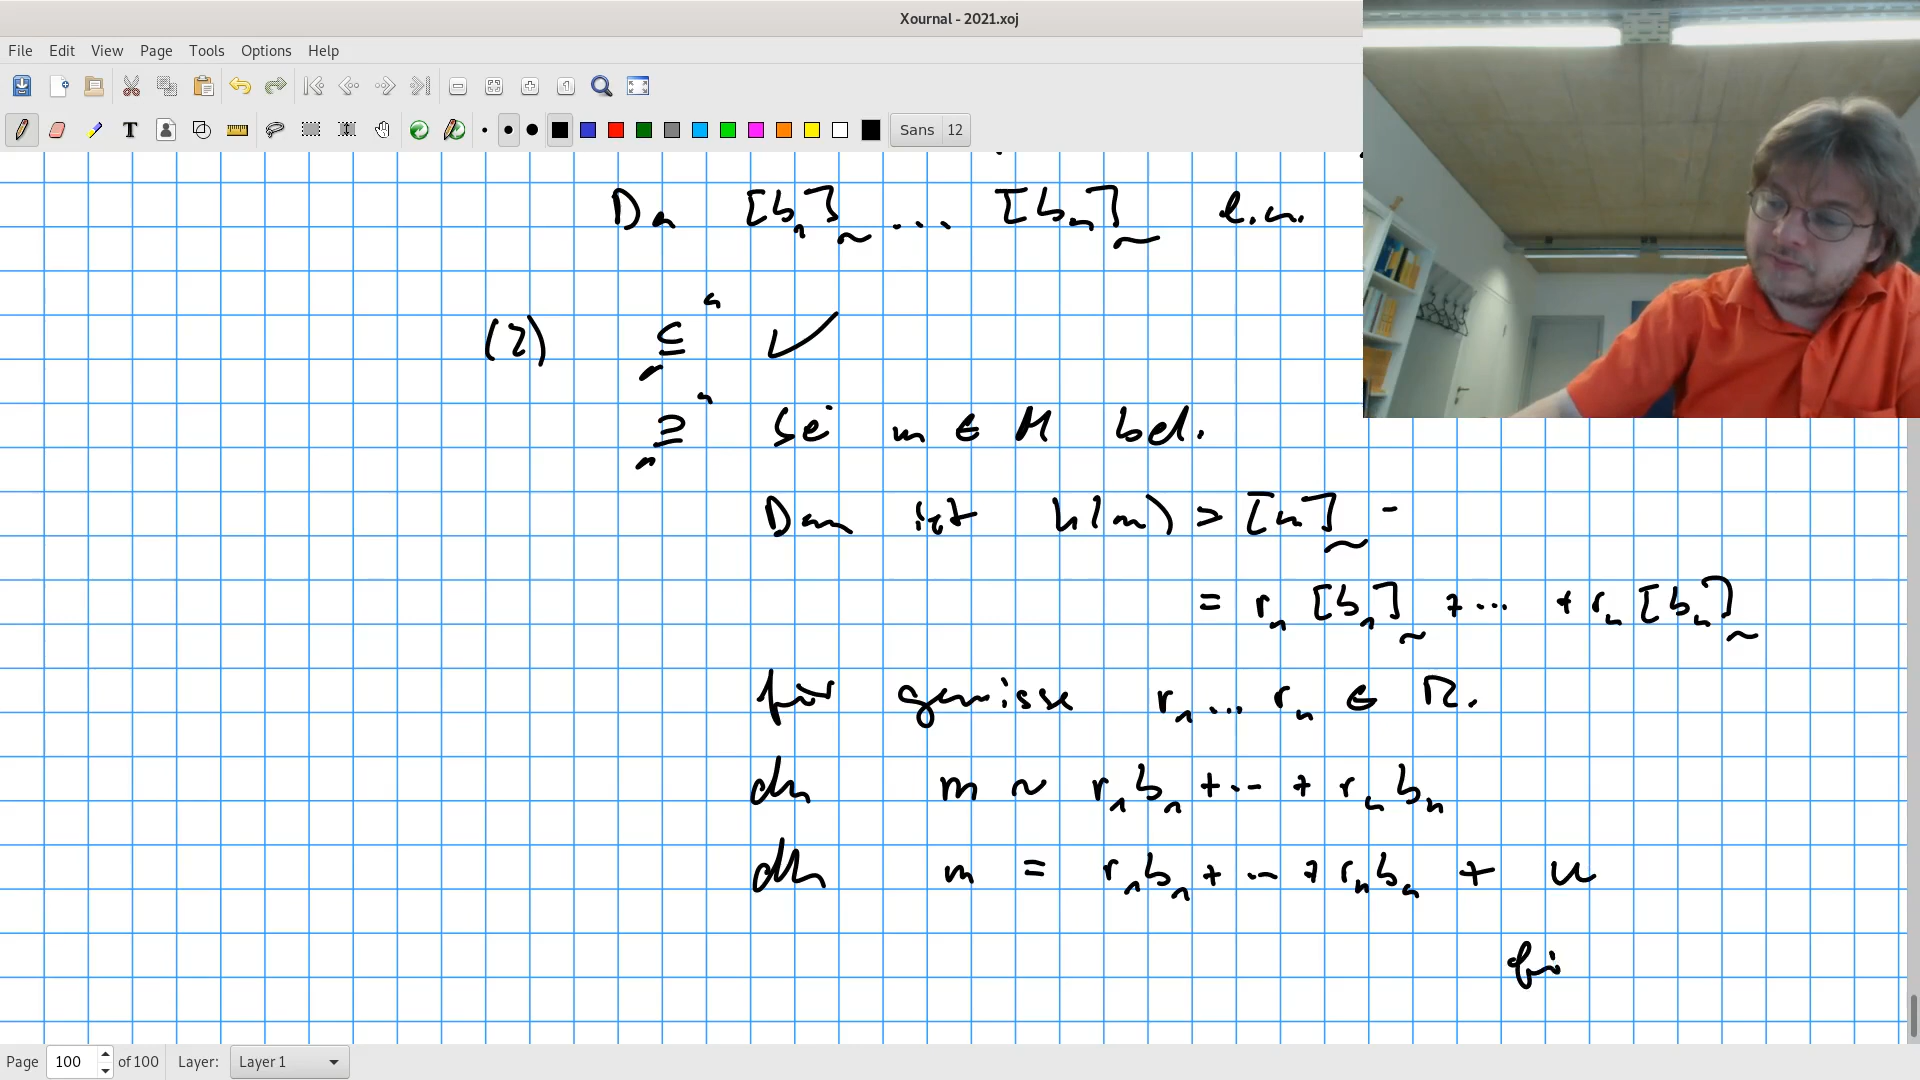 Xournal - 2021.xoj
File Edit View Page Tools Options Help
Sans 12
Da [b₁]~ ... [bₙ]~ l.u.
(2) "⊆" ✓
"⊇" Sei m ∈ M bel.
Dann ist h(m) = [m]~ =
= r₁ [b₁]~ + ... + rₙ [bₙ]~
für gewisse r₁ ... rₙ ∈ R.
dh m ~ r₁b₁ + ... + rₙbₙ
dh m = r₁b₁ + ... + rₙbₙ + u
für
Page 100 of 100 Layer: Layer 1